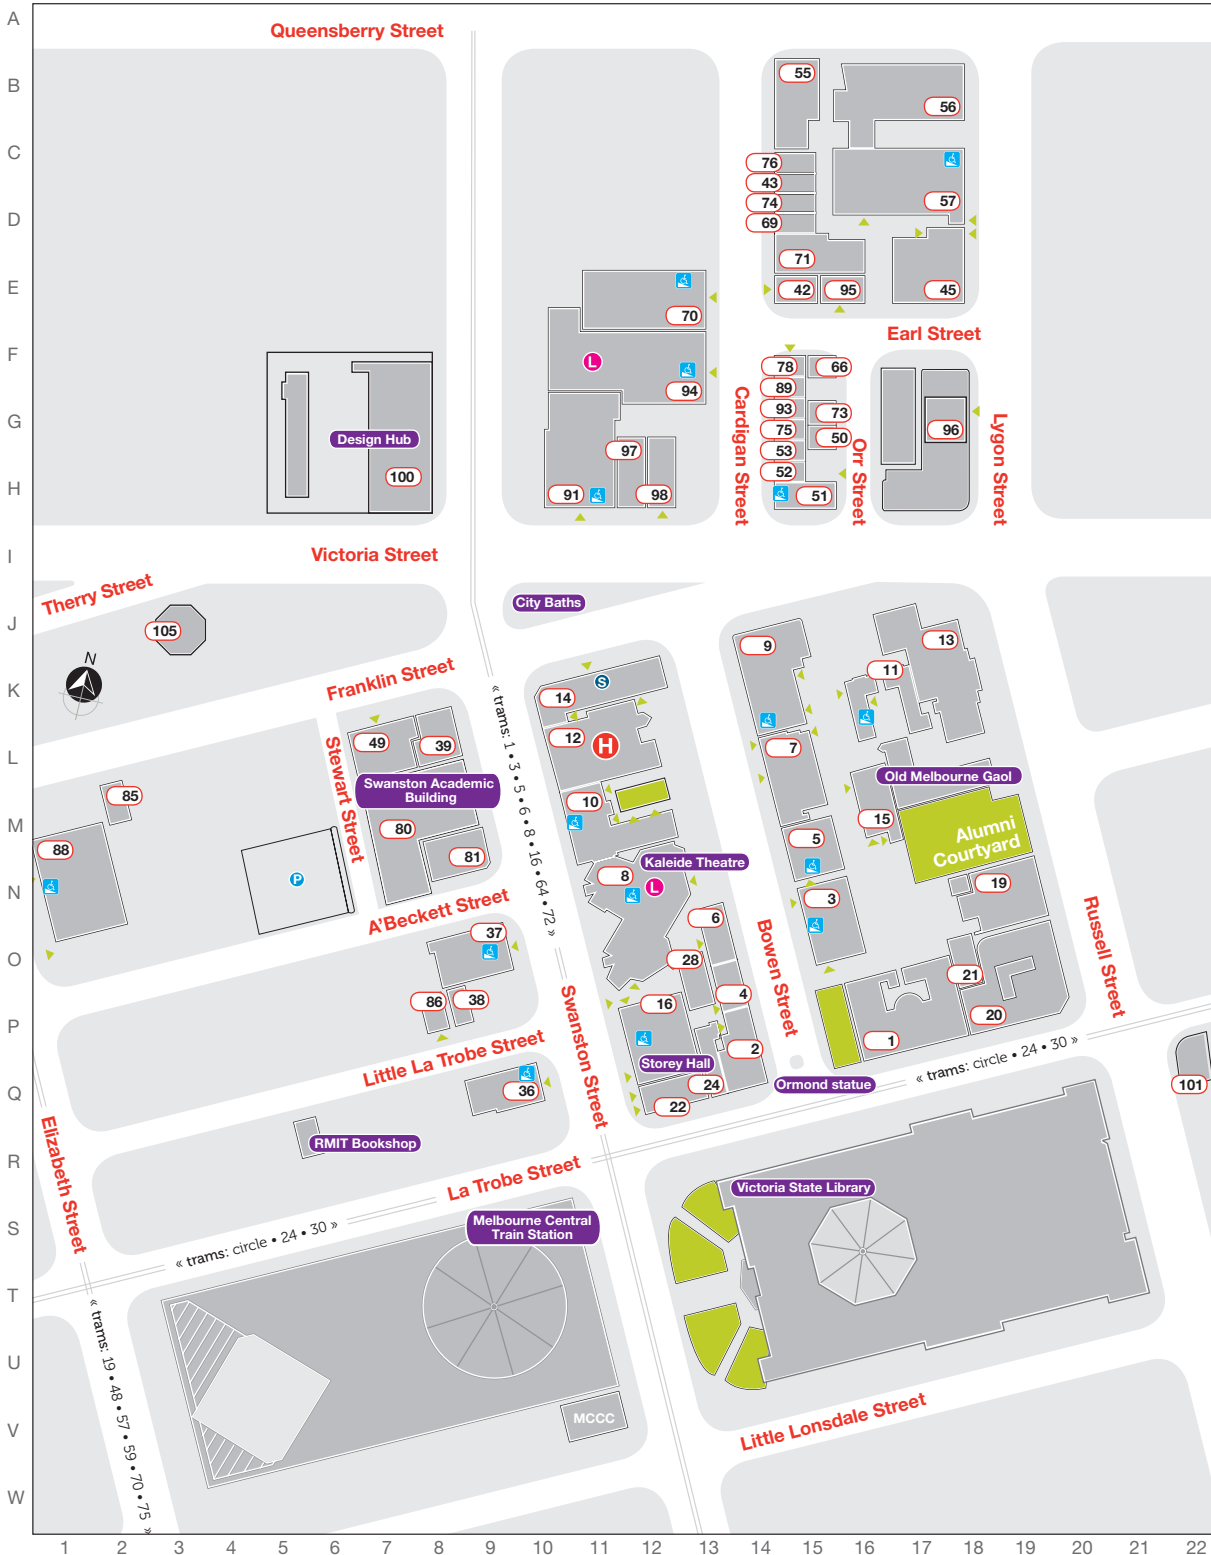 A
Queensberry Street
B
55
56
C
76
43
57
74
D
69
71
E
42
95
45
70
Earl Street
F
78
66
94
89
93
73
G
Design Hub
75
50
96
97
53
100
52
H
91
98
51
Cardigan Street
Orr Street
Lygon Street
L
I
Victoria Street
Therry Street
City Baths
J
105
9
13
N
Franklin Street
11
K
14
S
12
H
49
39
7
L
Stewart Street
Swanston Academic
Building
Old Melbourne Gaol
85
10
M
80
15
Alumni
Courtyard
88
5
81
Kaleide Theatre
8
L
N
P
3
19
A'Beckett Street
« trams: 1 • 3 • 5 • 6 • 8 • 16 • 64 • 72 »
6
37
O
28
21
Bowen Street
Russell Street
86
38
16
4
20
P
Swanston Street
Little La Trobe Street
1
2
Storey Hall
« trams: circle • 24 • 30 »
Q
36
24
Ormond statue
101
22
RMIT Bookshop
R
Elizabeth Street
La Trobe Street
Victoria State Library
S
Melbourne Central
Train Station
« trams: circle • 24 • 30 »
T
« trams: 19 • 48 • 57 • 59 • 70 • 75 »
U
V
MCCC
Little Lonsdale Street
W
1 2 3 4 5 6 7 8 9 10 11 12 13 14 15 16 17 18 19 20 21 22